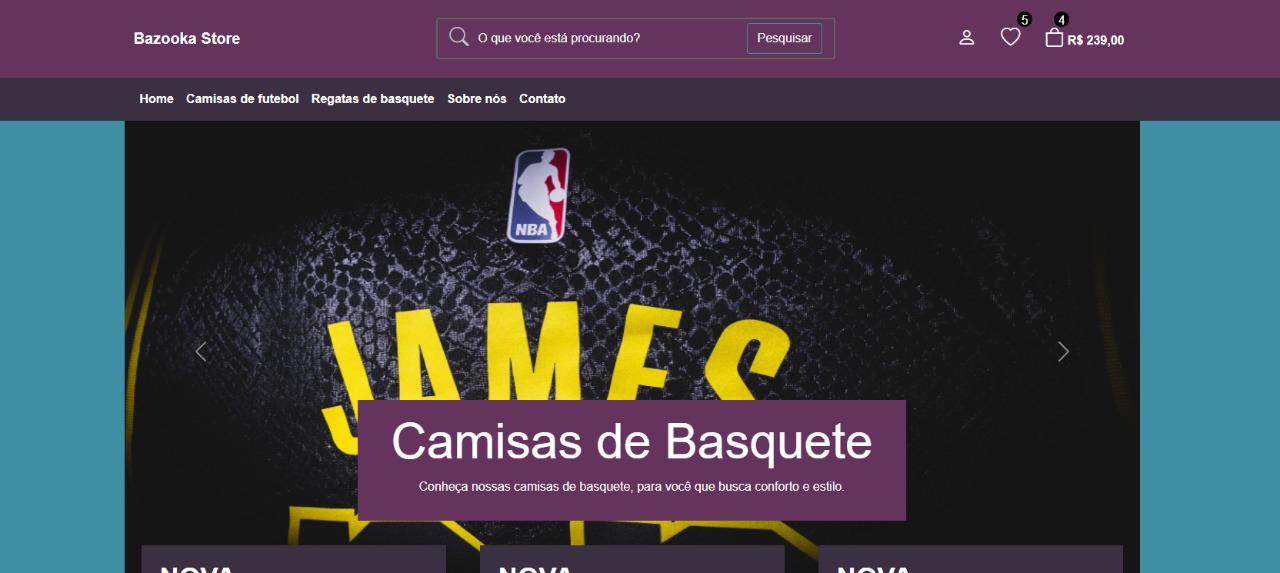 Bazooka Store
O que você está procurando?
Pesquisar
5
4
R$ 239,00
Home
Camisas de futebol
Regatas de basquete
Sobre nós
Contato
NBA
JAMES
Camisas de Basquete
Conheça nossas camisas de basquete, para você que busca conforto e estilo.
NOVA
NOVA
NOVA